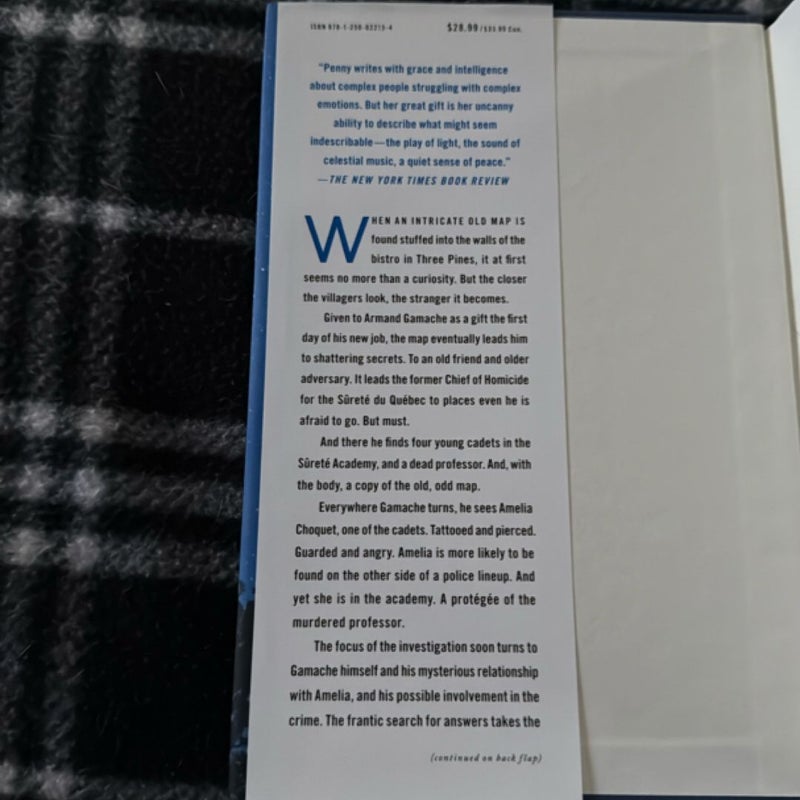 ISBN 978-1-250-02213-4 $28.99/$33.99 Can.
"Penny writes with grace and intelligence
about complex people struggling with complex
emotions. But her great gift is her uncanny
ability to describe what might seem
indescribable—the play of light, the sound of
celestial music, a quiet sense of peace."
—THE NEW YORK TIMES BOOK REVIEW
WHEN AN INTRICATE OLD MAP IS
found stuffed into the walls of the
bistro in Three Pines, it at first
seems no more than a curiosity. But the closer
the villagers look, the stranger it becomes.
Given to Armand Gamache as a gift the first
day of his new job, the map eventually leads him
to shattering secrets. To an old friend and older
adversary. It leads the former Chief of Homicide
for the Sûreté du Québec to places even he is
afraid to go. But must.
And there he finds four young cadets in the
Sûreté Academy, and a dead professor. And, with
the body, a copy of the old, odd map.
Everywhere Gamache turns, he sees Amelia
Choquet, one of the cadets. Tattooed and pierced.
Guarded and angry. Amelia is more likely to be
found on the other side of a police lineup. And
yet she is in the academy. A protégée of the
murdered professor.
The focus of the investigation soon turns to
Gamache himself and his mysterious relationship
with Amelia, and his possible involvement in the
crime. The frantic search for answers takes the
(continued on back flap)